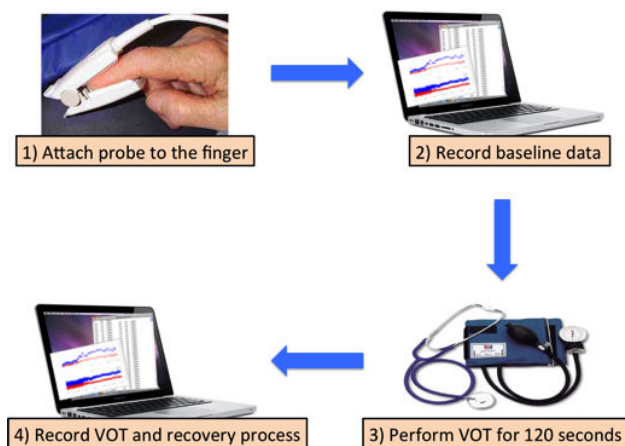 1) Attach probe to the finger
2) Record baseline data
3) Perform VOT for 120 seconds
4) Record VOT and recovery process